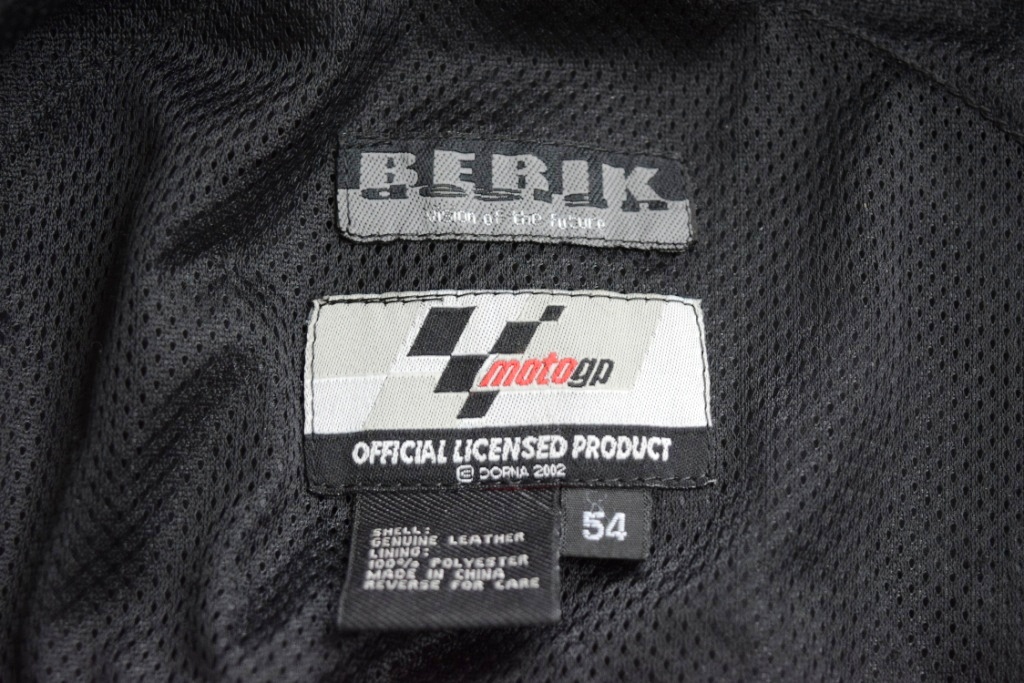 BERIK
design
vision of the future
motogp
OFFICIAL LICENSED PRODUCT
© DORNA 2002
54
SHELL:
GENUINE LEATHER
LINING:
100% POLYESTER
MADE IN CHINA
REVERSE FOR CARE